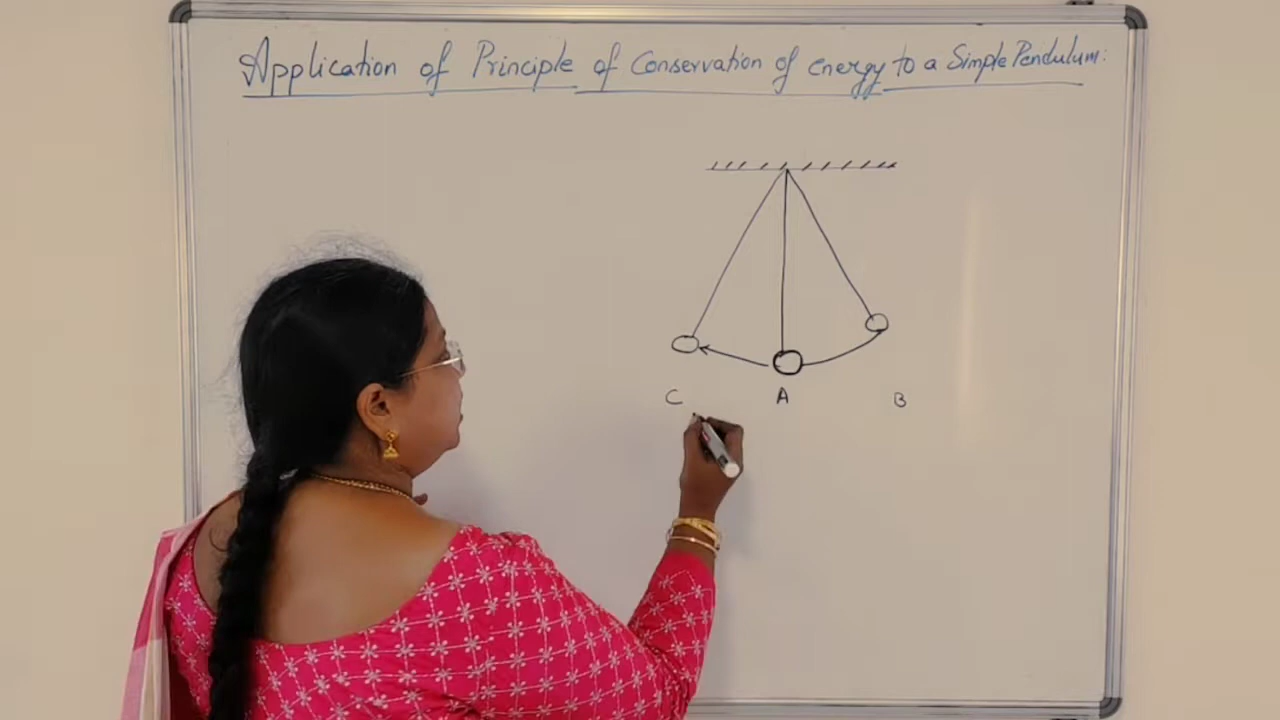 Application of Principle of Conservation of energy to a Simple Pendulum:
C A B